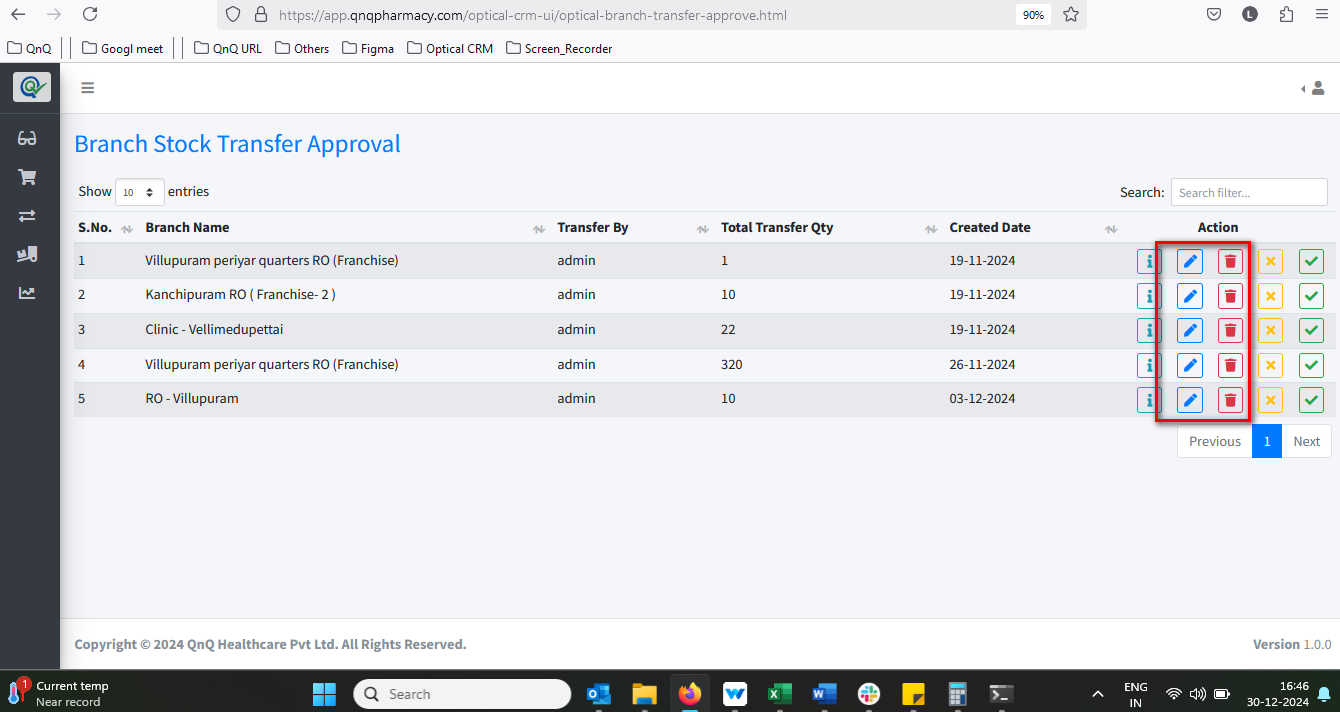 https://app.qnqpharmacy.com/optical-crm-ui/optical-branch-transfer-approve.html
90%
L
QnQ
Googl meet
QnQ URL
Others
Figma
Optical CRM
Screen_Recorder
Branch Stock Transfer Approval
Show 10 entries
Search: Search filter...
S.No. Branch Name Transfer By Total Transfer Qty Created Date Action
1 Villupuram periyar quarters RO (Franchise) admin 1 19-11-2024
2 Kanchipuram RO ( Franchise- 2 ) admin 10 19-11-2024
3 Clinic - Vellimedupettai admin 22 19-11-2024
4 Villupuram periyar quarters RO (Franchise) admin 320 26-11-2024
5 RO - Villupuram admin 10 03-12-2024
Previous 1 Next
Copyright © 2024 QnQ Healthcare Pvt Ltd. All Rights Reserved.
Version 1.0.0
1
Current temp
Near record
Search
ENG
IN
16:46
30-12-2024